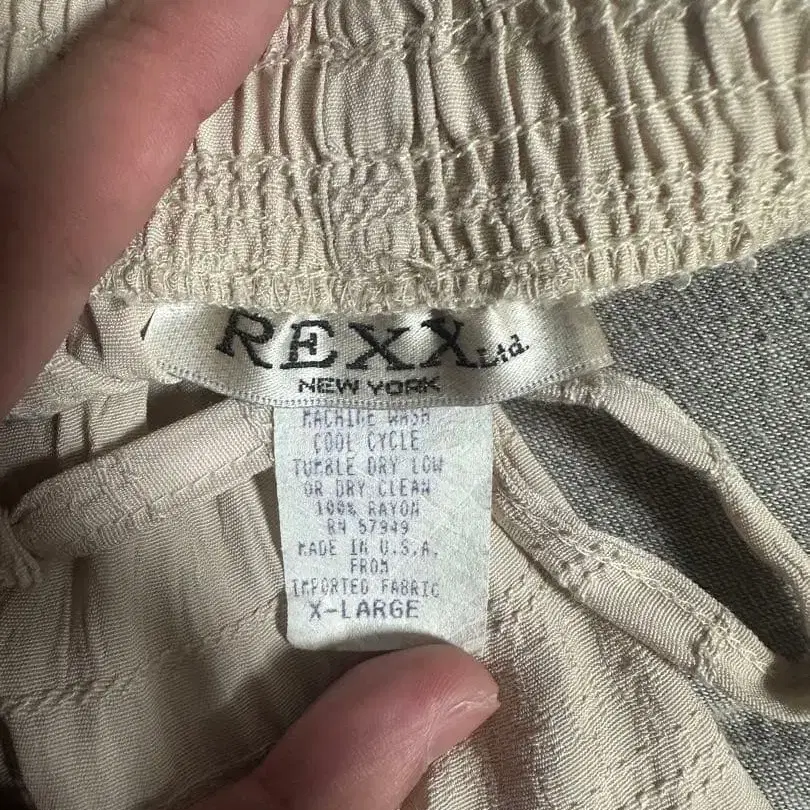 REXX Ltd.
NEW YORK
MACHINE WASH
COOL CYCLE
TUMBLE DRY LOW
OR DRY CLEAN
100% RAYON
RN 57949
MADE IN U.S.A.
FROM
IMPORTED FABRIC
X-LARGE